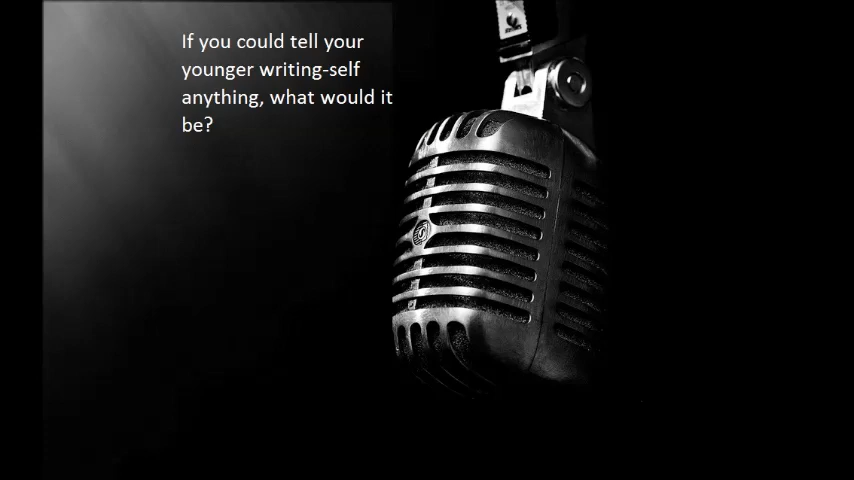 If you could tell your
younger writing-self
anything, what would it
be?